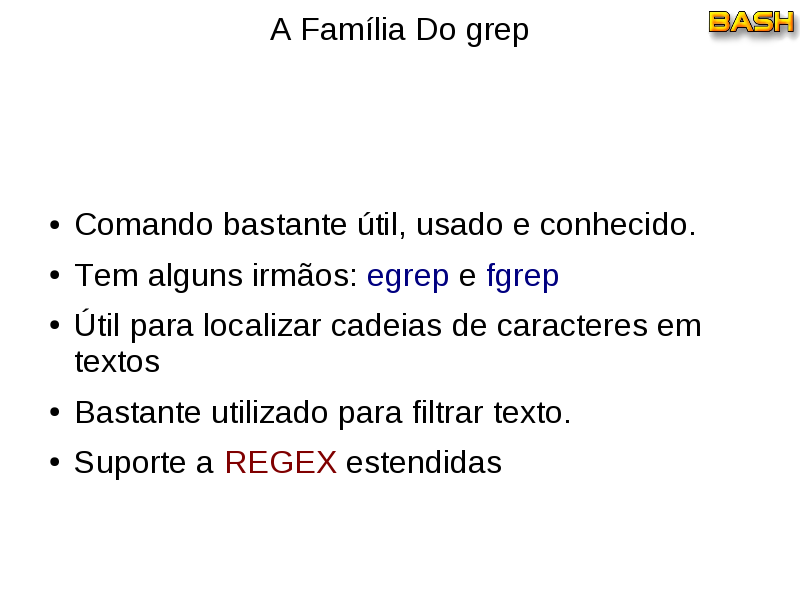 A Família Do grep
BASH
• Comando bastante útil, usado e conhecido.
• Tem alguns irmãos: egrep e fgrep
• Útil para localizar cadeias de caracteres em
textos
• Bastante utilizado para filtrar texto.
• Suporte a REGEX estendidas